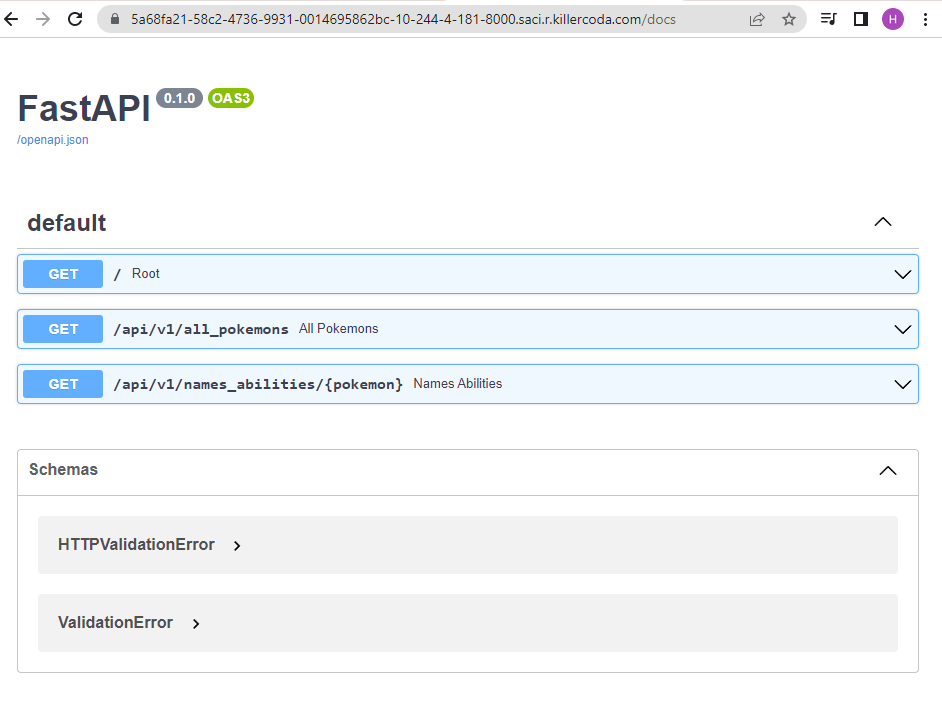 5a68fa21-58c2-4736-9931-0014695862bc-10-244-4-181-8000.saci.r.killercoda.com/docs
H
FastAPI 0.1.0 OAS3
/openapi.json
default
GET / Root
GET /api/v1/all_pokemons All Pokemons
GET /api/v1/names_abilities/{pokemon} Names Abilities
Schemas
HTTPValidationError
ValidationError